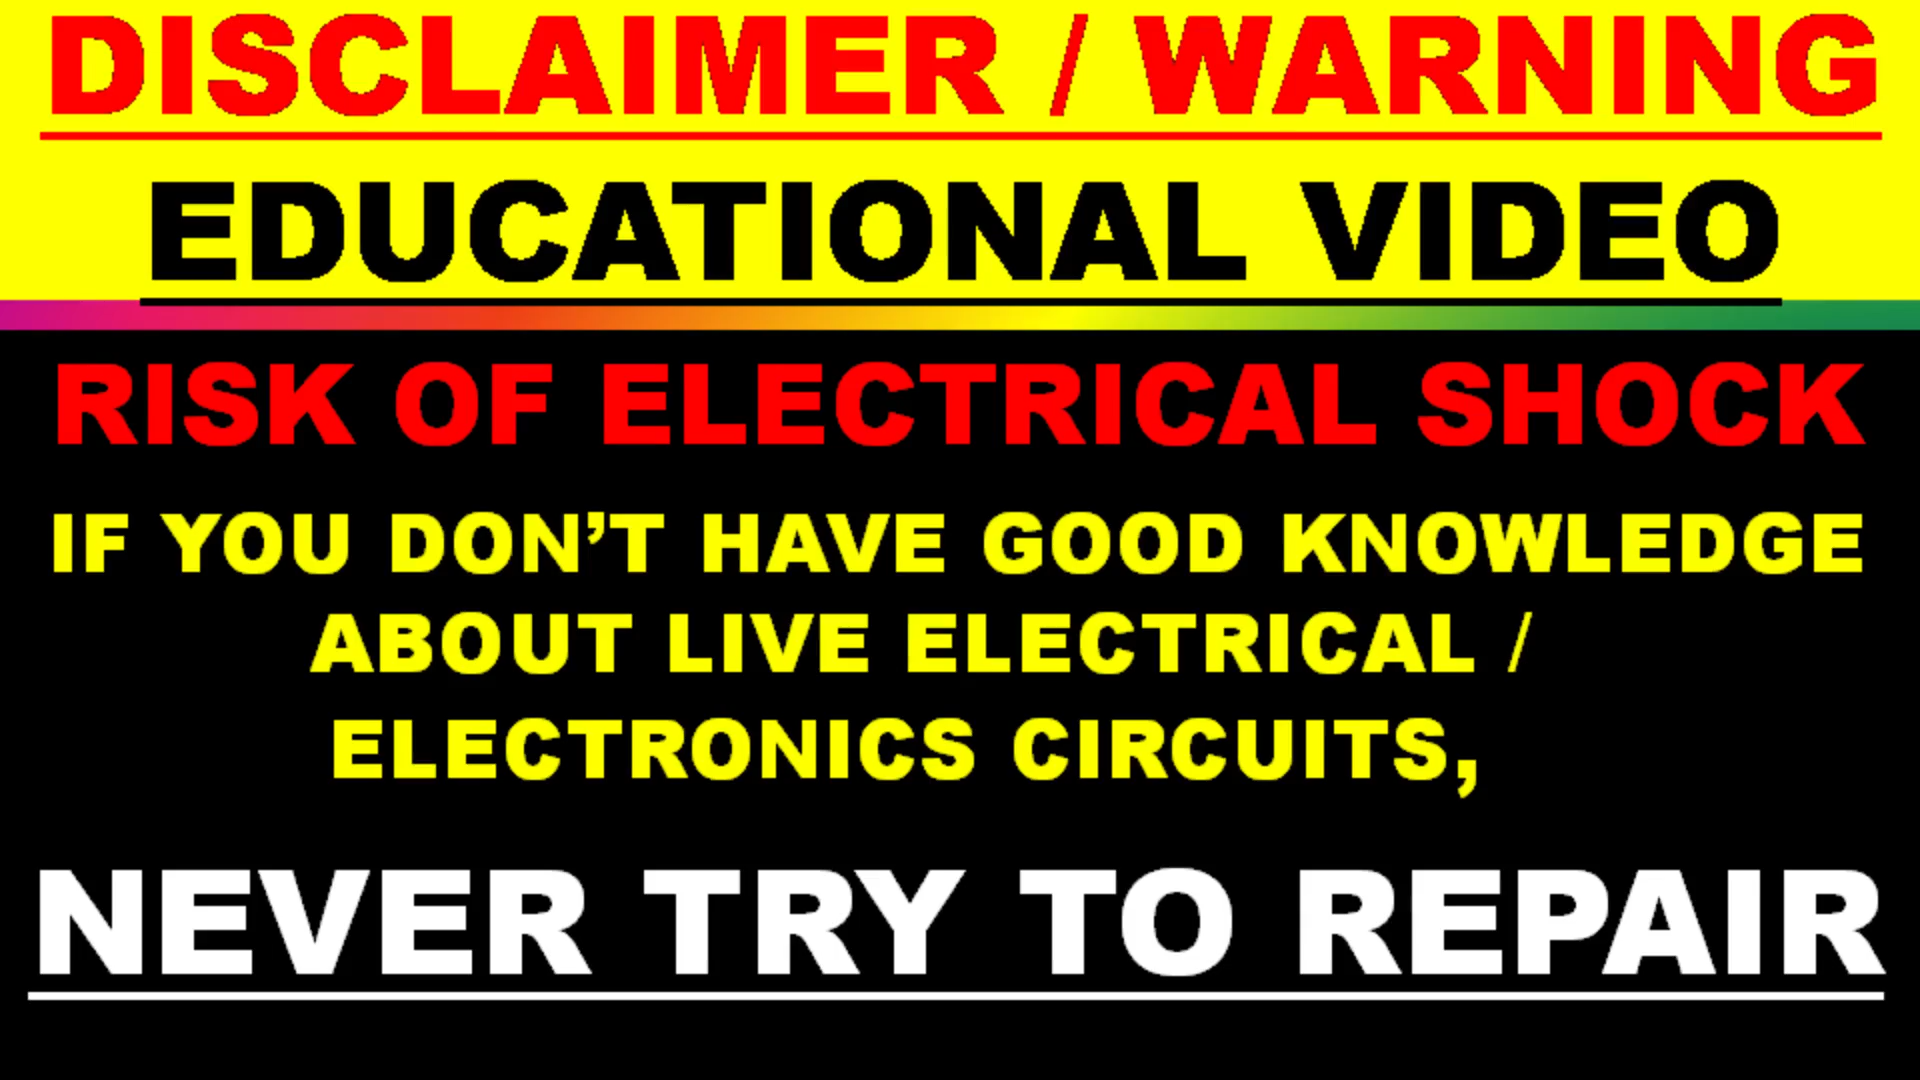 DISCLAIMER / WARNING
EDUCATIONAL VIDEO
RISK OF ELECTRICAL SHOCK
IF YOU DON’T HAVE GOOD KNOWLEDGE
ABOUT LIVE ELECTRICAL /
ELECTRONICS CIRCUITS,
NEVER TRY TO REPAIR